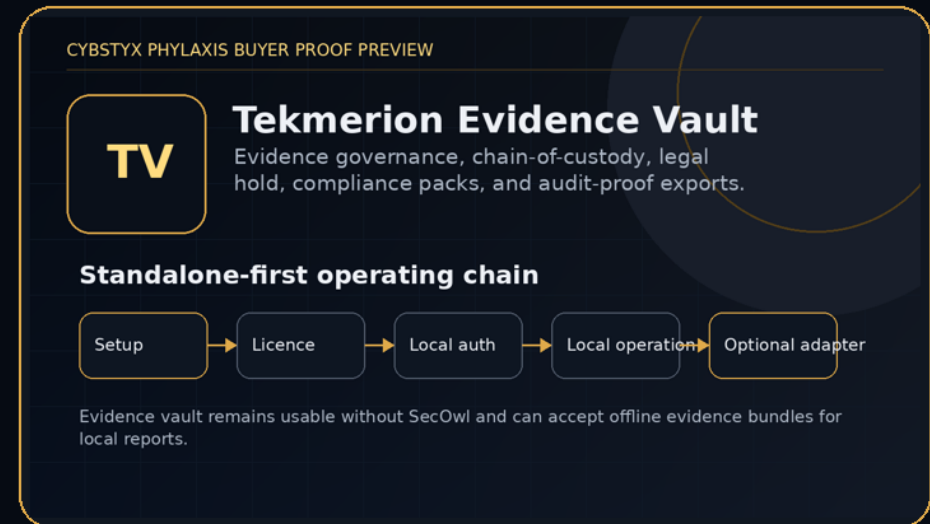 CYBSTYX PHYLAXIS BUYER PROOF PREVIEW
TV
Tekmerion Evidence Vault
Evidence governance, chain-of-custody, legal
hold, compliance packs, and audit-proof exports.
Standalone-first operating chain
Setup
Licence
Local auth
Local operation
Optional adapter
Evidence vault remains usable without SecOwl and can accept offline evidence bundles for
local reports.